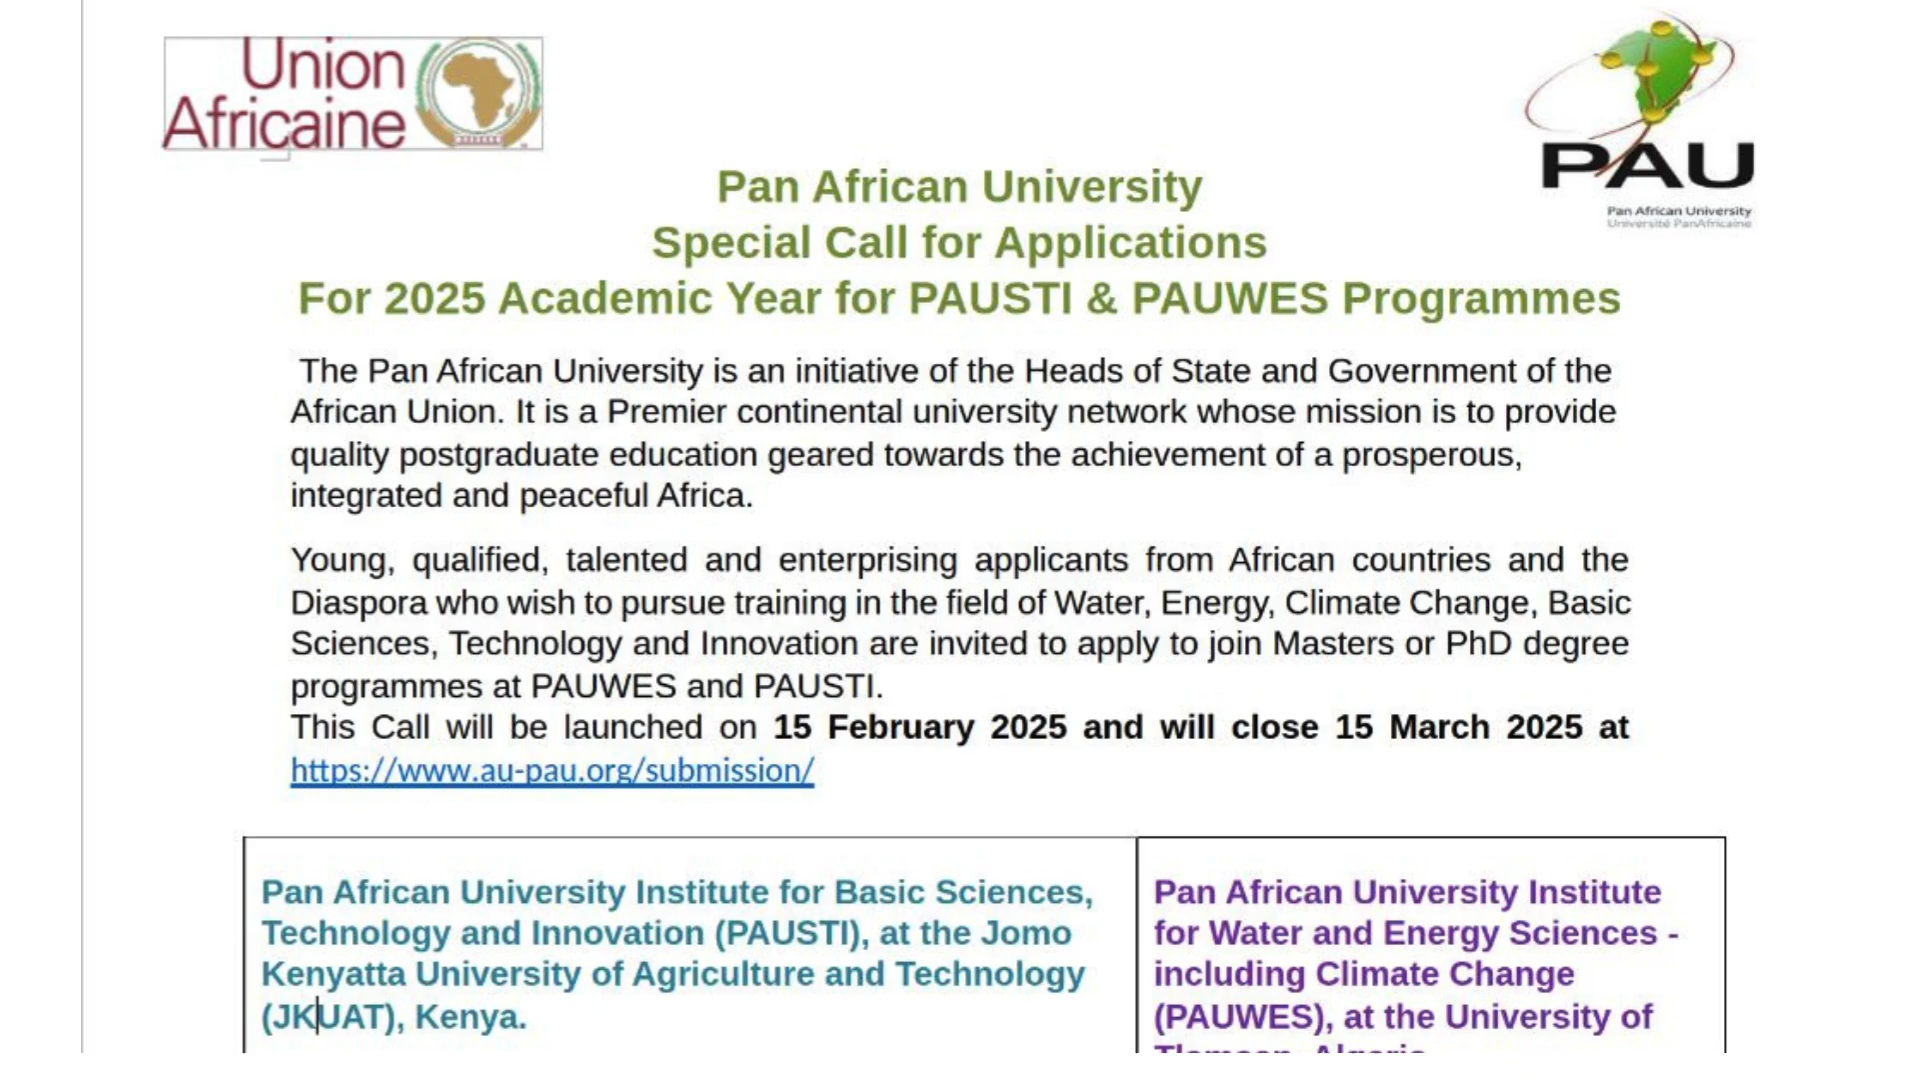 Union
Africaine
PAU
Pan African University
Université PanAfricaine
Pan African University
Special Call for Applications
For 2025 Academic Year for PAUSTI & PAUWES Programmes
The Pan African University is an initiative of the Heads of State and Government of the
African Union. It is a Premier continental university network whose mission is to provide
quality postgraduate education geared towards the achievement of a prosperous,
integrated and peaceful Africa.
Young, qualified, talented and enterprising applicants from African countries and the
Diaspora who wish to pursue training in the field of Water, Energy, Climate Change, Basic
Sciences, Technology and Innovation are invited to apply to join Masters or PhD degree
programmes at PAUWES and PAUSTI.
This Call will be launched on 15 February 2025 and will close 15 March 2025 at
https://www.au-pau.org/submission/
Pan African University Institute for Basic Sciences,
Technology and Innovation (PAUSTI), at the Jomo
Kenyatta University of Agriculture and Technology
(JKUAT), Kenya.
Pan African University Institute
for Water and Energy Sciences -
including Climate Change
(PAUWES), at the University of
Tlemcen, Algeria